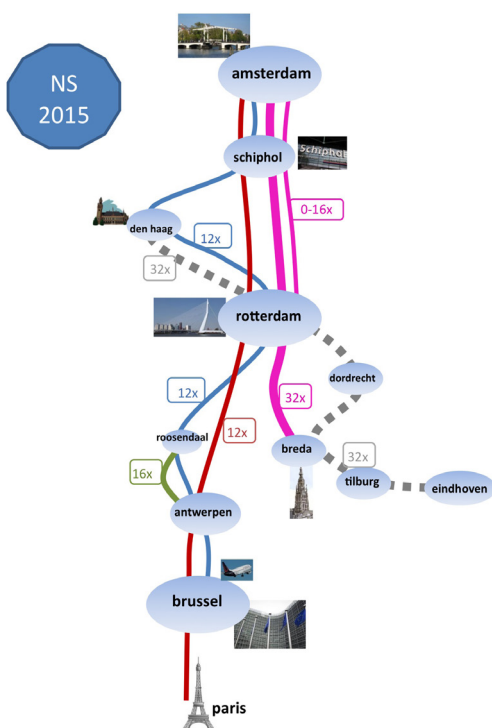 NS
2015
amsterdam
schiphol
Schiphol
0-16x
den haag
12x
32x
rotterdam
dordrecht
12x
32x
roosendaal
12x
breda
32x
16x
tilburg
eindhoven
antwerpen
brussel
paris